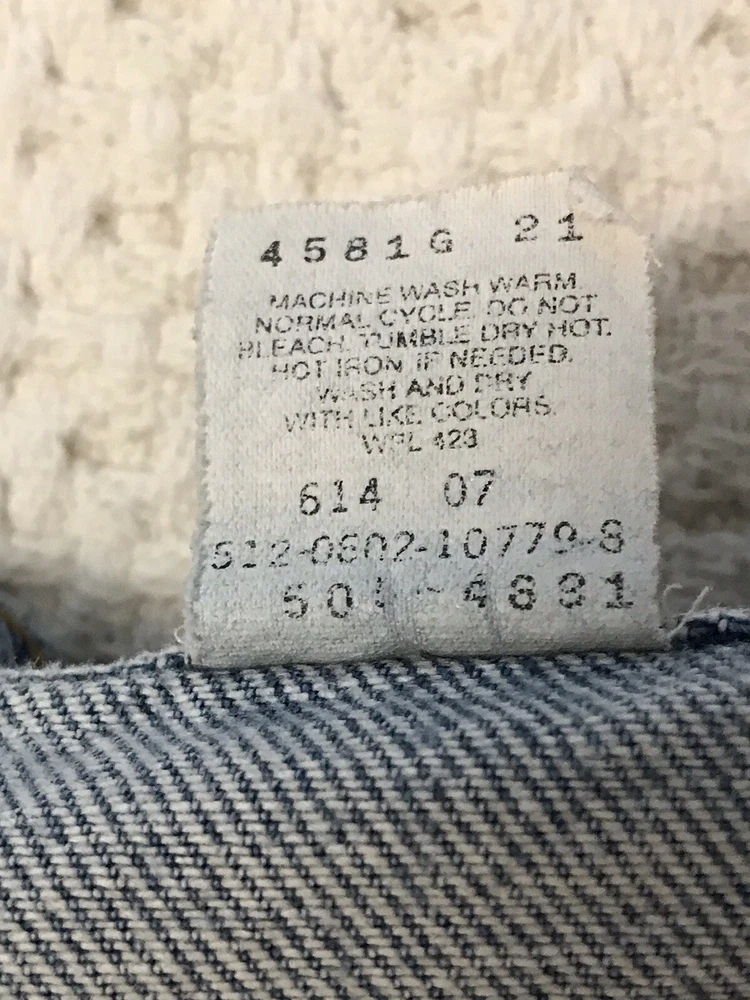 4581G 21
MACHINE WASH WARM.
NORMAL CYCLE. DO NOT
BLEACH. TUMBLE DRY HOT.
HOT IRON IF NEEDED.
WASH AND DRY
WITH LIKE COLORS.
WPL 423
614 07
512-0602-10779-8